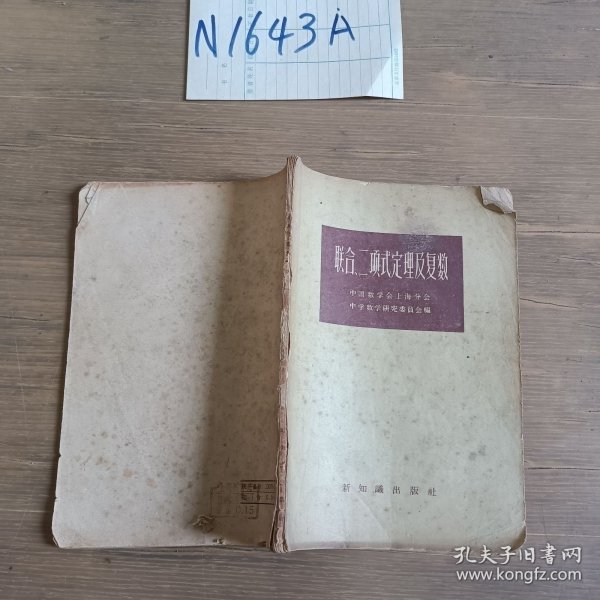 N1643A
联合、二项式定理及复数
中国数学会上海分会
中学数学研究委员会编
新知識出版社
0.15
孔夫子旧书网
www.kongfz.com